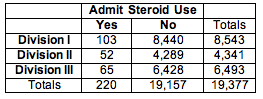 Admit Steroid Use
Yes No Totals
Division I 103 8,440 8,543
Division II 52 4,289 4,341
Division III 65 6,428 6,493
Totals 220 19,157 19,377